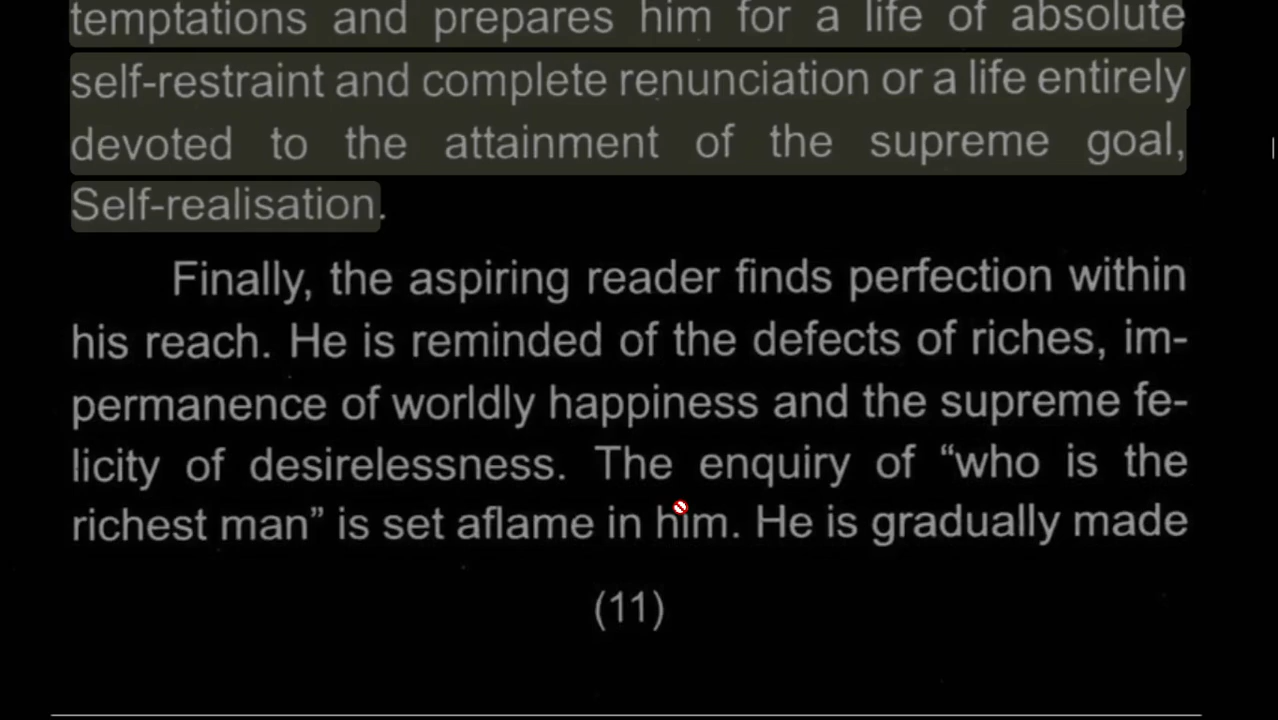 temptations and prepares him for a life of absolute
self-restraint and complete renunciation or a life entirely
devoted to the attainment of the supreme goal,
Self-realisation.
Finally, the aspiring reader finds perfection within
his reach. He is reminded of the defects of riches, im-
permanence of worldly happiness and the supreme fe-
licity of desirelessness. The enquiry of “who is the
richest man” is set aflame in him. He is gradually made
(11)